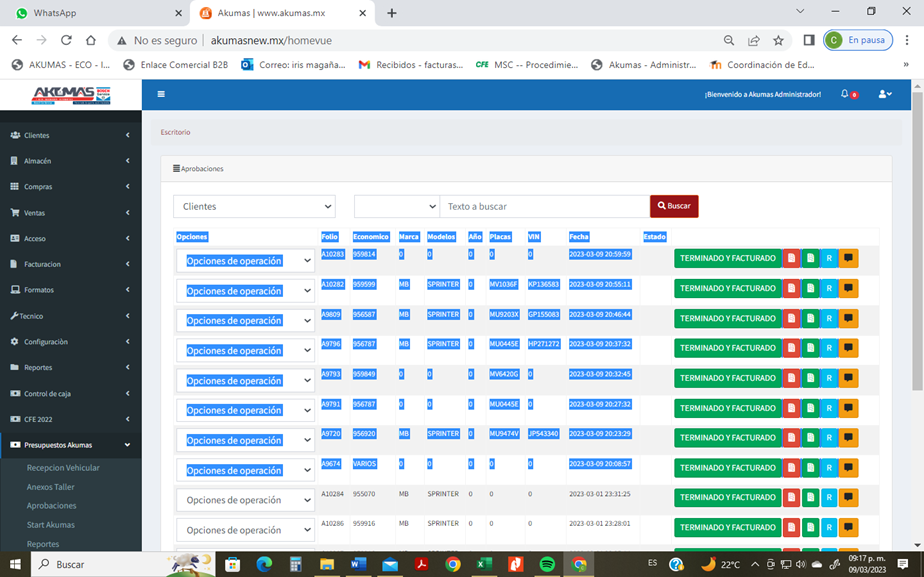 WhatsApp
Akumas | www.akumas.mx
No es seguro | akumasnew.mx/homevue
C En pausa
AKUMAS - ECO - I...
Enlace Comercial B2B
Correo: iris magaña...
Recibidos - facturas...
CFE MSC -- Procedimie...
Akumas - Administr...
Coordinación de Ed...
»
AKUMAS
¡Bienvenido a Akumas Administrador!
0
Clientes
Almacén
Compras
Ventas
Acceso
Facturacion
Formatos
Tecnico
Configuración
Reportes
Control de caja
CFE 2022
Presupuestos Akumas
Recepcion Vehicular
Anexos Taller
Aprobaciones
Start Akumas
Reportes
Escritorio
Aprobaciones
Clientes
Texto a buscar
Buscar
Opciones Folio Economico Marca Modelos Año Placas VIN Fecha Estado
Opciones de operación A10283 959814 0 0 0 0 0 2023-03-09 20:59:59 TERMINADO Y FACTURADO R
Opciones de operación A10282 959599 MB SPRINTER 0 MV1036F KP136583 2023-03-09 20:55:11 TERMINADO Y FACTURADO R
Opciones de operación A9809 956587 MB SPRINTER 0 MU9203X GP155083 2023-03-09 20:46:44 TERMINADO Y FACTURADO R
Opciones de operación A9796 956787 MB SPRINTER 0 MU0445E HP271272 2023-03-09 20:37:32 TERMINADO Y FACTURADO R
Opciones de operación A9793 959849 0 0 0 MV6420G 0 2023-03-09 20:32:45 TERMINADO Y FACTURADO R
Opciones de operación A9791 956787 0 0 0 MU0445E 0 2023-03-09 20:27:32 TERMINADO Y FACTURADO R
Opciones de operación A9720 956920 MB SPRINTER 0 MU9474V JP543340 2023-03-09 20:23:29 TERMINADO Y FACTURADO R
Opciones de operación A9674 VARIOS 0 0 0 0 0 2023-03-09 20:08:57 TERMINADO Y FACTURADO R
Opciones de operación A10284 955070 MB SPRINTER 0 0 0 2023-03-01 23:31:25 TERMINADO Y FACTURADO R
Opciones de operación A10286 959916 MB SPRINTER 0 0 0 2023-03-01 23:28:01 TERMINADO Y FACTURADO R
Buscar
ES
22°C
09:17 p. m.
09/03/2023